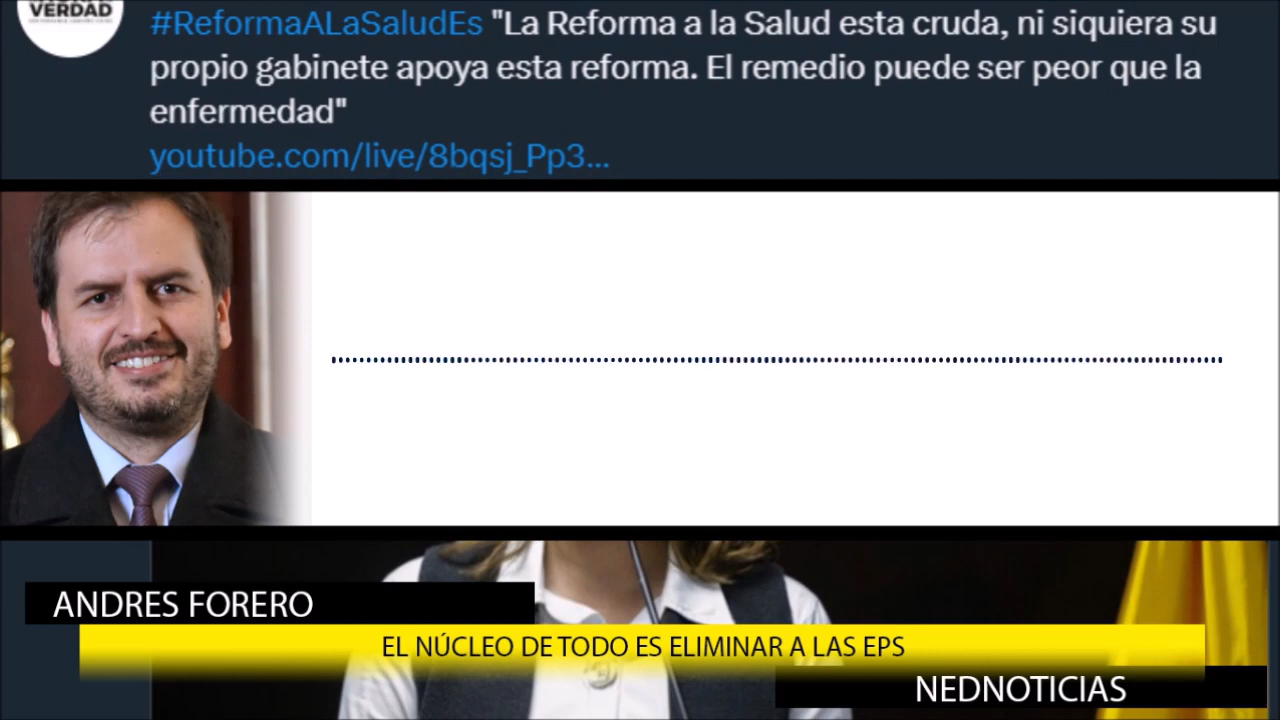 VERDAD
#ReformaALaSaludEs "La Reforma a la Salud esta cruda, ni siquiera su
propio gabinete apoya esta reforma. El remedio puede ser peor que la
enfermedad"
youtube.com/live/8bqsj_Pp3...
ANDRES FORERO
EL NÚCLEO DE TODO ES ELIMINAR A LAS EPS
NEDNOTICIAS